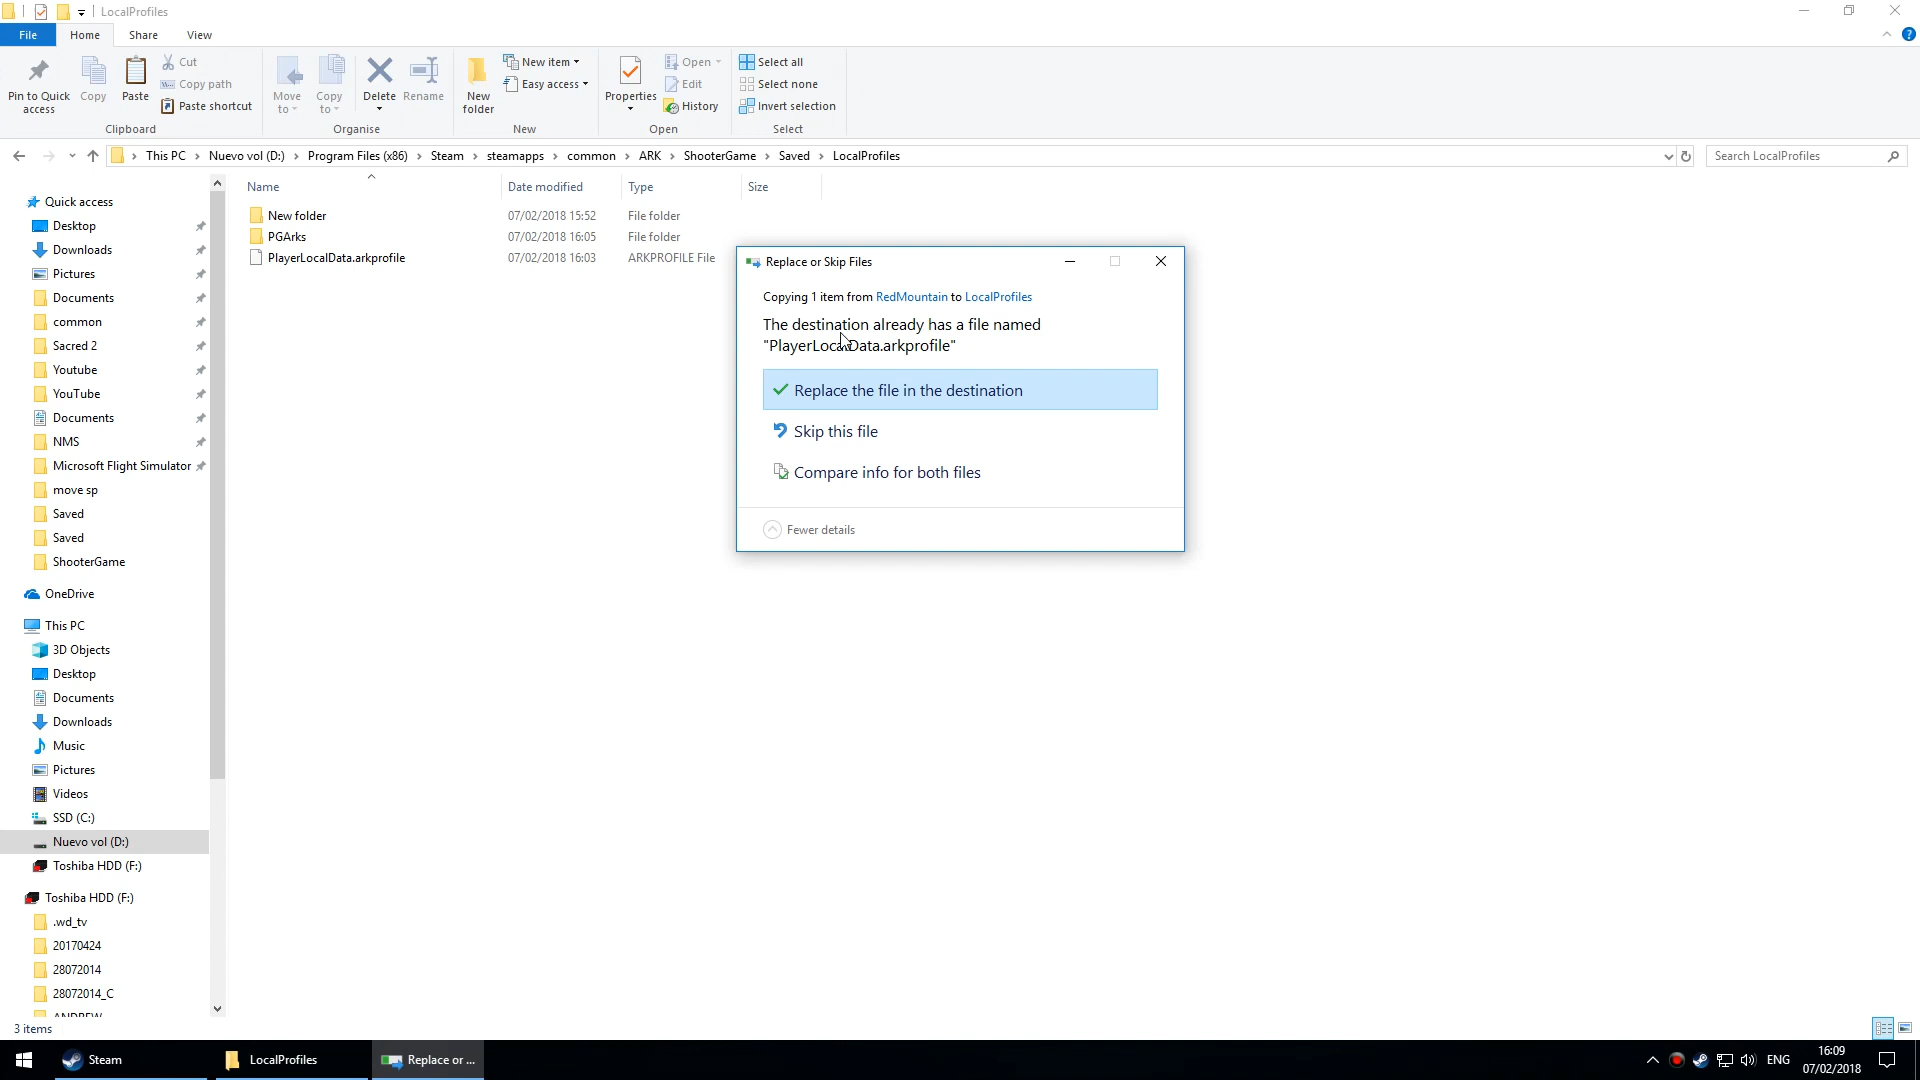 LocalProfiles
File Home Share View
Pin to Quick access
Copy
Paste
Cut
Copy path
Paste shortcut
Clipboard
Move to
Copy to
Delete
Rename
Organise
New folder
New item
Easy access
New
Properties
Open
Edit
History
Open
Select all
Select none
Invert selection
Select
This PC › Nuevo vol (D:) › Program Files (x86) › Steam › steamapps › common › ARK › ShooterGame › Saved › LocalProfiles
Search LocalProfiles
Name Date modified Type Size
New folder 07/02/2018 15:52 File folder
PGArks 07/02/2018 16:05 File folder
PlayerLocalData.arkprofile 07/02/2018 16:03 ARKPROFILE File
Quick access
Desktop
Downloads
Pictures
Documents
common
Sacred 2
Youtube
YouTube
Documents
NMS
Microsoft Flight Simulator
move sp
Saved
Saved
ShooterGame
OneDrive
This PC
3D Objects
Desktop
Documents
Downloads
Music
Pictures
Videos
SSD (C:)
Nuevo vol (D:)
Toshiba HDD (F:)
Toshiba HDD (F:)
.wd_tv
20170424
28072014
28072014_C
ANDREW
Replace or Skip Files
Copying 1 item from RedMountain to LocalProfiles
The destination already has a file named
"PlayerLocalData.arkprofile"
Replace the file in the destination
Skip this file
Compare info for both files
Fewer details
3 items
Steam
LocalProfiles
Replace or ...
ENG
16:09
07/02/2018